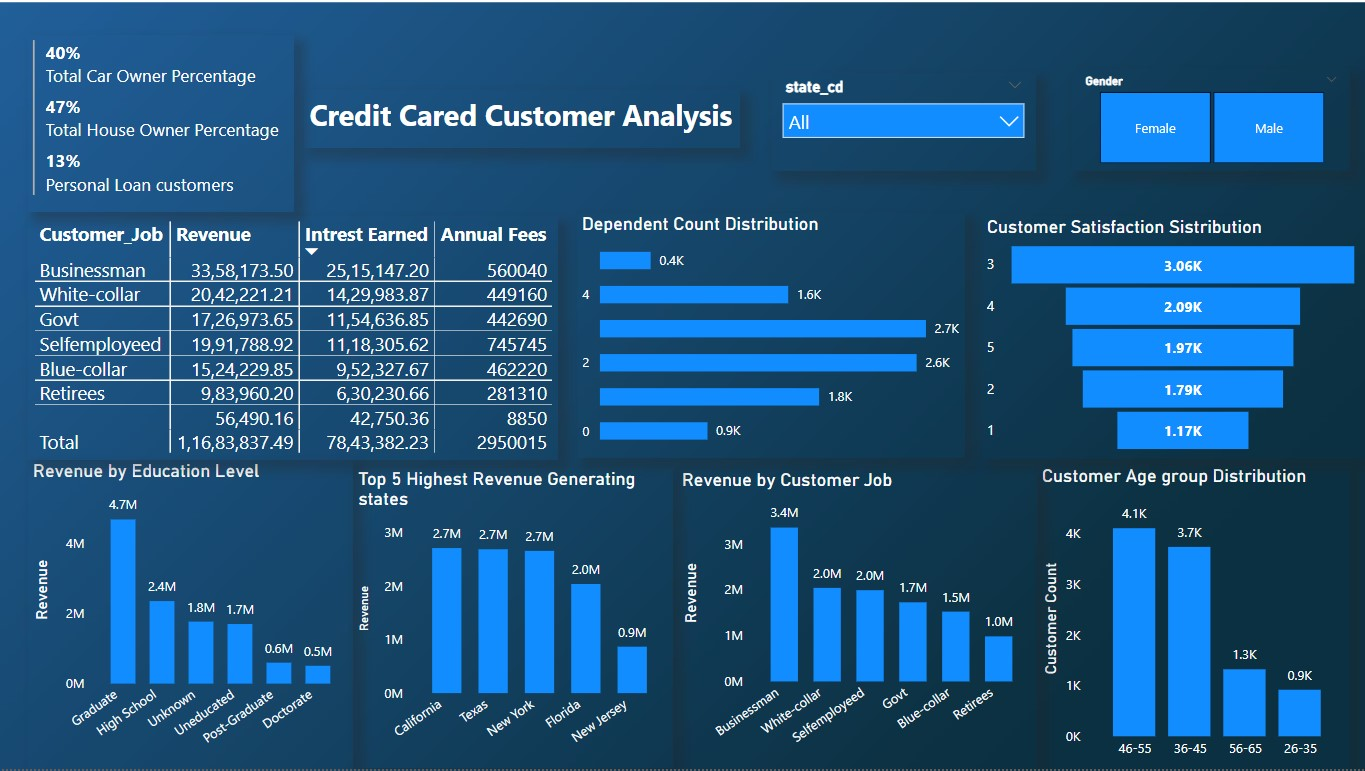 40%
Total Car Owner Percentage
47%
Total House Owner Percentage
13%
Personal Loan customers
Credit Cared Customer Analysis
state_cd
All
Gender
Female Male
Customer_Job Revenue Intrest Earned Annual Fees
Businessman 33,58,173.50 25,15,147.20 560040
White-collar 20,42,221.21 14,29,983.87 449160
Govt 17,26,973.65 11,54,636.85 442690
Selfemployeed 19,91,788.92 11,18,305.62 745745
Blue-collar 15,24,229.85 9,52,327.67 462220
Retirees 9,83,960.20 6,30,230.66 281310
56,490.16 42,750.36 8850
Total 1,16,83,837.49 78,43,382.23 2950015
Dependent Count Distribution
0.4K
4 1.6K
2.7K
2 2.6K
1.8K
0 0.9K
Customer Satisfaction Sistribution
3 3.06K
4 2.09K
5 1.97K
2 1.79K
1 1.17K
Revenue by Education Level
Revenue
4M
2M
0M
4.7M 2.4M 1.8M 1.7M 0.6M 0.5M
Graduate High School Unknown Uneducated Post-Graduate Doctorate
Top 5 Highest Revenue Generating
states
Revenue
3M
2M
1M
0M
2.7M 2.7M 2.7M 2.0M 0.9M
California Texas New York Florida New Jersey
Revenue by Customer Job
Revenue
3M
2M
1M
0M
3.4M 2.0M 2.0M 1.7M 1.5M 1.0M
Businessman White-collar Selfemployeed Govt Blue-collar Retirees
Customer Age group Distribution
Customer Count
4K
3K
2K
1K
0K
4.1K 3.7K 1.3K 0.9K
46-55 36-45 56-65 26-35